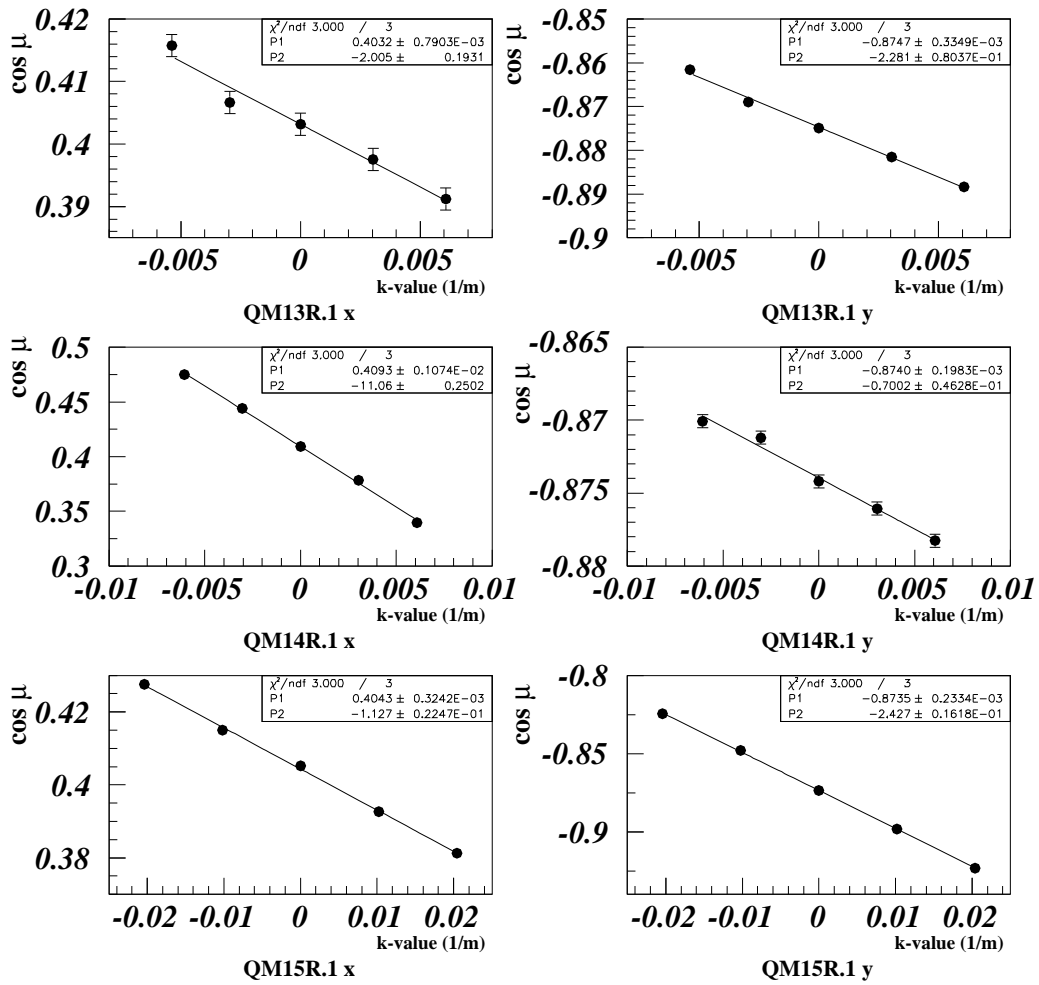 χ²/ndf 3.000 / 3
P1 0.4032 ± 0.7903E-03
P2 -2.005 ± 0.1931
cos μ
0.42
0.41
0.4
0.39
-0.005 0 0.005
k-value (1/m)
QM13R.1 x
χ²/ndf 3.000 / 3
P1 -0.8747 ± 0.3349E-03
P2 -2.281 ± 0.8037E-01
cos μ
-0.85
-0.86
-0.87
-0.88
-0.89
-0.9
-0.005 0 0.005
k-value (1/m)
QM13R.1 y
χ²/ndf 3.000 / 3
P1 0.4093 ± 0.1074E-02
P2 -11.06 ± 0.2502
cos μ
0.5
0.45
0.4
0.35
0.3
-0.01 -0.005 0 0.005 0.01
k-value (1/m)
QM14R.1 x
χ²/ndf 3.000 / 3
P1 -0.8740 ± 0.1983E-03
P2 -0.7002 ± 0.4628E-01
cos μ
-0.865
-0.87
-0.875
-0.88
-0.01 -0.005 0 0.005 0.01
k-value (1/m)
QM14R.1 y
χ²/ndf 3.000 / 3
P1 0.4043 ± 0.3242E-03
P2 -1.127 ± 0.2247E-01
cos μ
0.42
0.4
0.38
-0.02 -0.01 0 0.01 0.02
k-value (1/m)
QM15R.1 x
χ²/ndf 3.000 / 3
P1 -0.8735 ± 0.2334E-03
P2 -2.427 ± 0.1618E-01
cos μ
-0.8
-0.85
-0.9
-0.02 -0.01 0 0.01 0.02
k-value (1/m)
QM15R.1 y